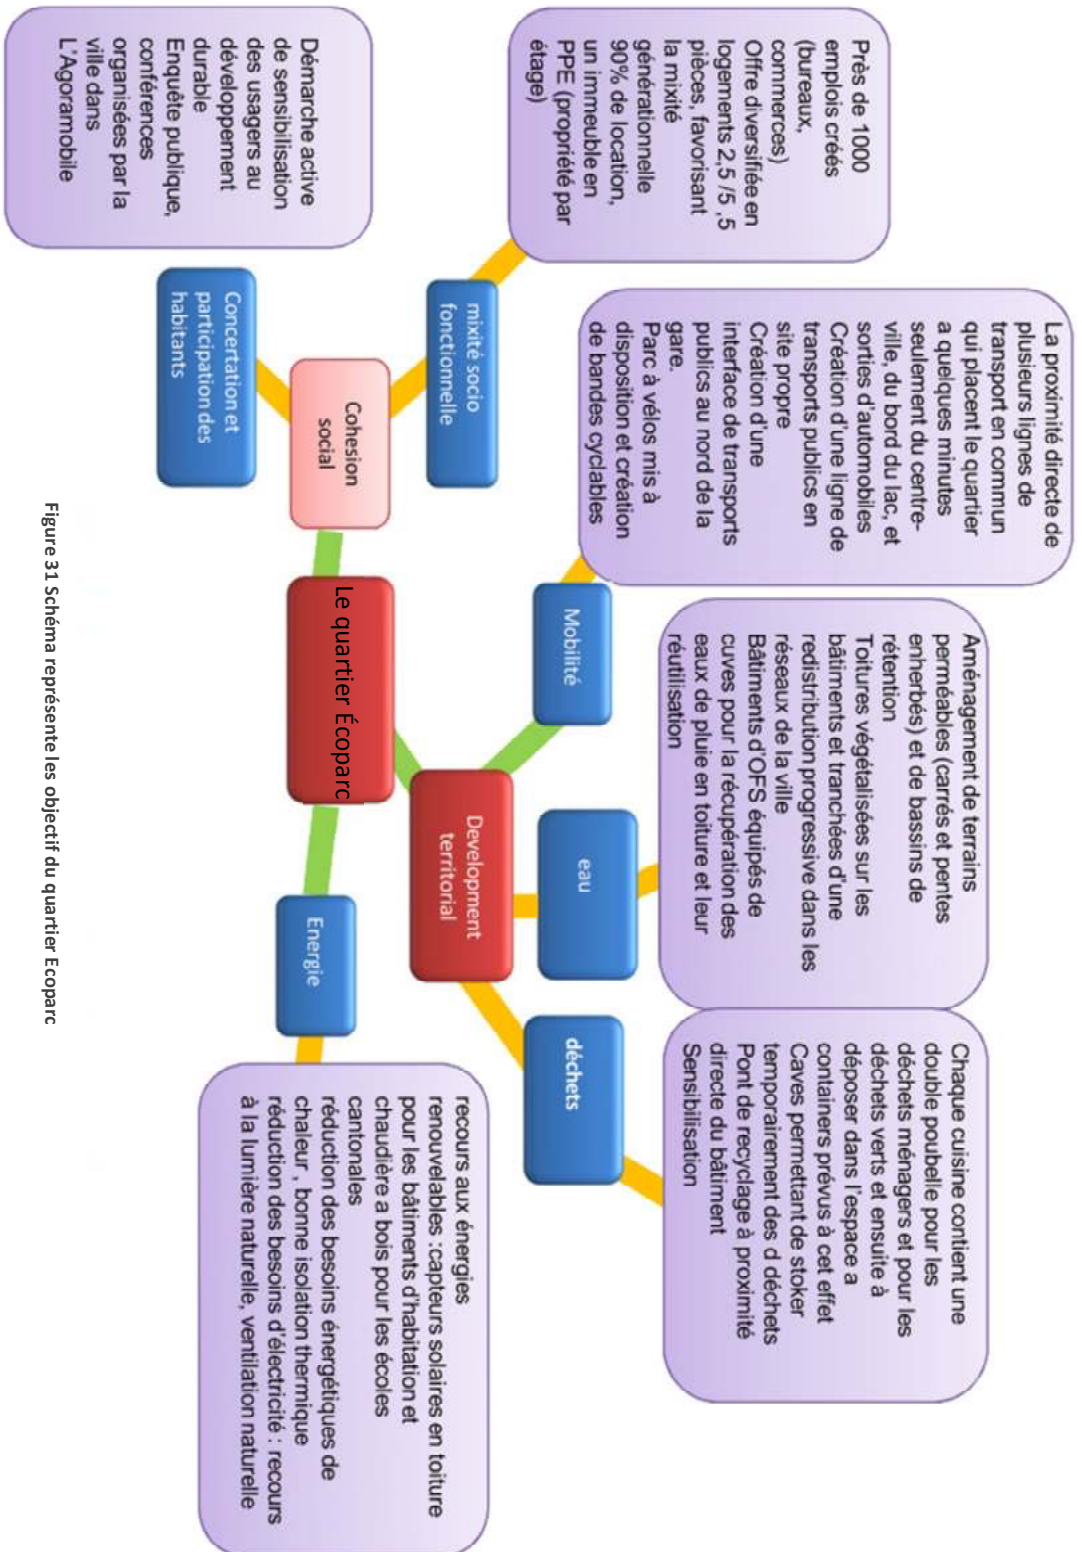 Près de 1000
emplois créés
(bureaux,
commerces)
Offre diversifiée en
logements 2,5 /5 ,5
pièces, favorisant
la mixité
générationnelle
90% de location,
un immeuble en
PPE (propriété par
étage)
La proximité directe de
plusieurs lignes de
transport en commun
qui placent le quartier
a quelques minutes
seulement du centre-
ville, du bord du lac, et
sorties d'automobiles
Création d'une ligne de
transports publics en
site propre
Création d'une
interface de transports
publics au nord de la
gare.
Parc à vélos mis à
disposition et création
de bandes cyclables
Aménagement de terrains
perméables (carrés et pentes
enherbés) et de bassins de
rétention
Toitures végétalisées sur les
bâtiments et tranchées d'une
redistribution progressive dans les
réseaux de la ville
Bâtiments d'OFS équipés de
cuves pour la récupération des
eaux de pluie en toiture et leur
réutilisation
Chaque cuisine contient une
double poubelle pour les
déchets ménagers et pour les
déchets verts et ensuite à
déposer dans l'espace a
containers prévus à cet effet
Caves permettant de stoker
temporairement des d déchets
Pont de recyclage à proximité
directe du bâtiment
Sensibilisation
mixité socio
fonctionnelle
Mobilité
eau
déchets
Démarche active
de sensibilisation
des usagers au
développement
durable
Enquête publique,
conférences
organisées par la
ville dans
L'Agoramobile
Concertation et
participation des
habitants
Cohesion
social
Le quartier Écoparc
Development
territorial
Energie
recours aux énergies
renouvelables :capteurs solaires en toiture
pour les bâtiments d'habitation et
chaudière a bois pour les écoles
cantonales
réduction des besoins énergétiques de
chaleur , bonne isolation thermique
réduction des besoins d'électricité : recours
à la lumière naturelle, ventilation naturelle
Figure 31 Schéma représente les objectif du quartier Ecoparc